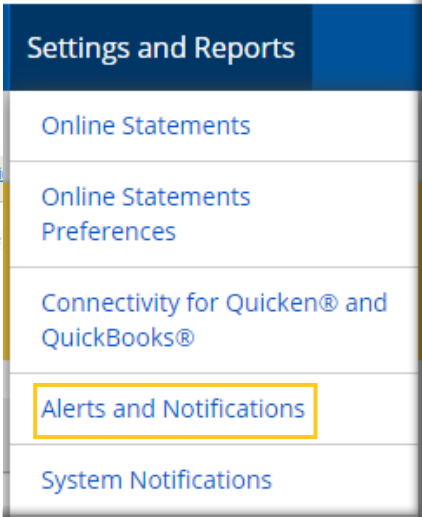 Settings and Reports
Online Statements
Online Statements
Preferences
Connectivity for Quicken® and
QuickBooks®
Alerts and Notifications
System Notifications